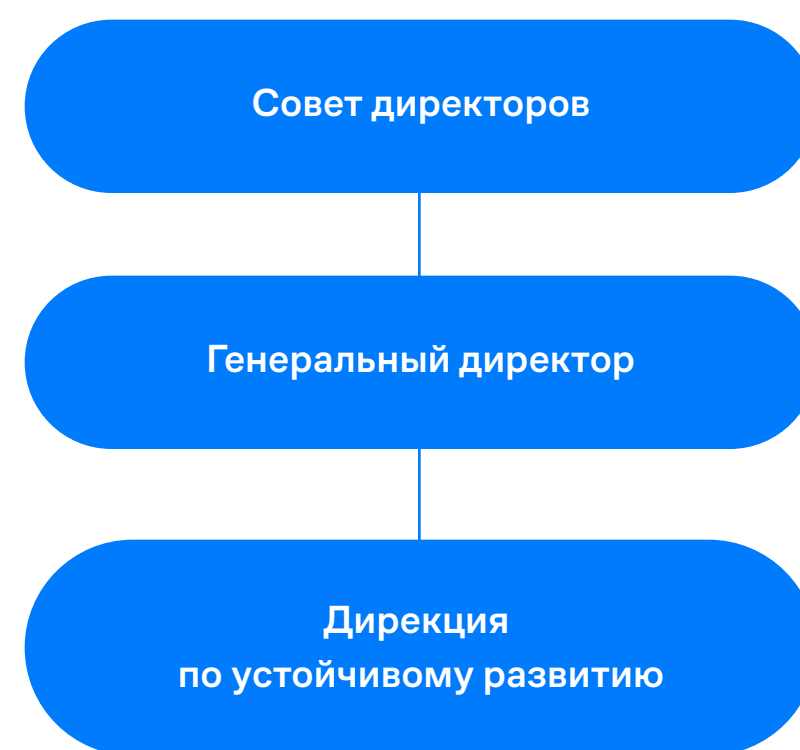 Совет директоров
Генеральный директор
Дирекция
по устойчивому развитию